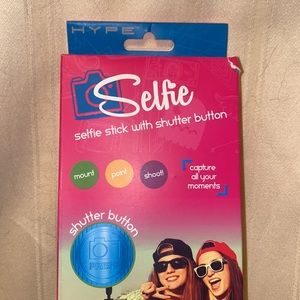 HYPE
Selfie
selfie stick with shutter button
mount
point
shoot!
capture
all your
moments
shutter button